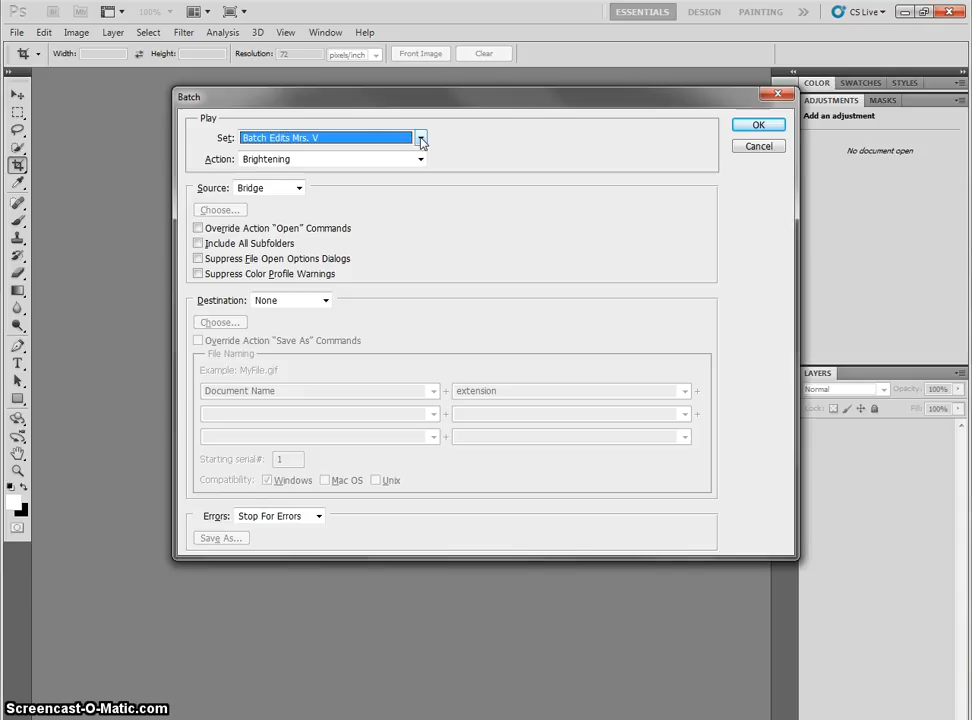 Ps Br Mb 100% ESSENTIALS DESIGN PAINTING CS Live
File Edit Image Layer Select Filter Analysis 3D View Window Help
Width: Height: Resolution: 72 pixels/inch Front Image Clear
COLOR SWATCHES STYLES
ADJUSTMENTS MASKS
Add an adjustment
No document open
Batch
Play
Set: Batch Edits Mrs. V
OK
Action: Brightening
Cancel
Source: Bridge
Choose...
Override Action "Open" Commands
Include All Subfolders
Suppress File Open Options Dialogs
Suppress Color Profile Warnings
Destination: None
Choose...
Override Action "Save As" Commands
File Naming
Example: MyFile.gif
Document Name + extension +
+ +
+
Starting serial#: 1
Compatibility: Windows Mac OS Unix
Errors: Stop For Errors
Save As...
LAYERS
Normal Opacity: 100%
Lock: Fill: 100%
Screencast-O-Matic.com